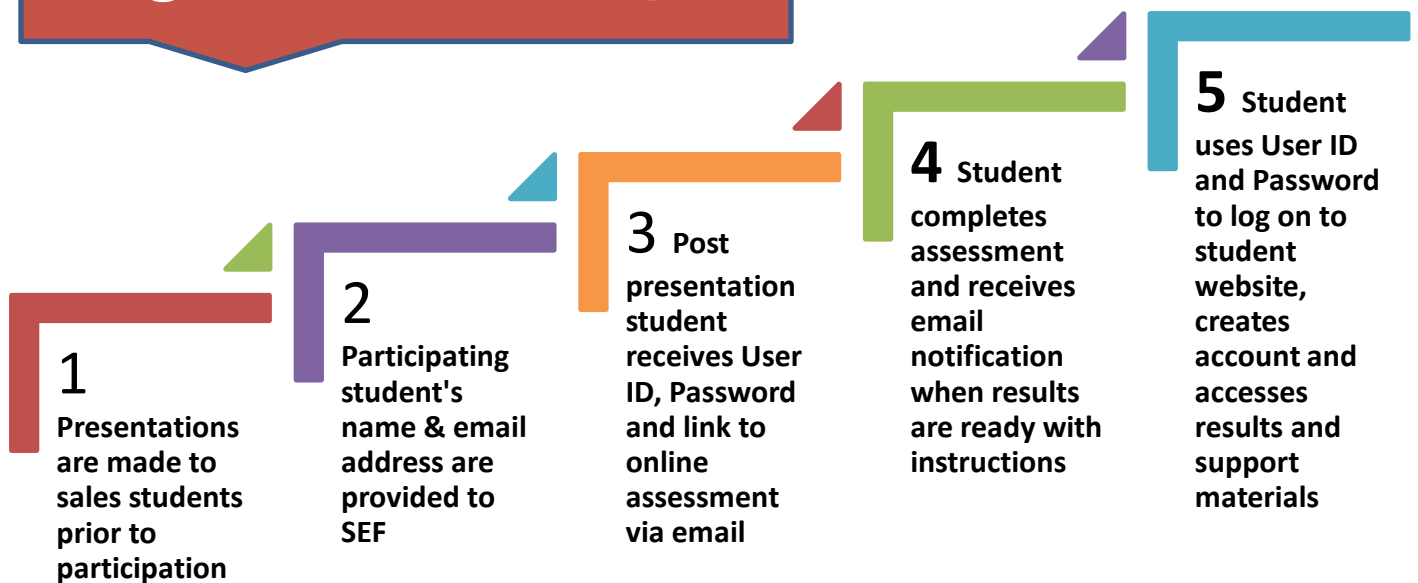 1
Presentations
are made to
sales students
prior to
participation
2
Participating
student's
name & email
address are
provided to
SEF
3 Post
presentation
student
receives User
ID, Password
and link to
online
assessment
via email
4 Student
completes
assessment
and receives
email
notification
when results
are ready with
instructions
5 Student
uses User ID
and Password
to log on to
student
website,
creates
account and
accesses
results and
support
materials